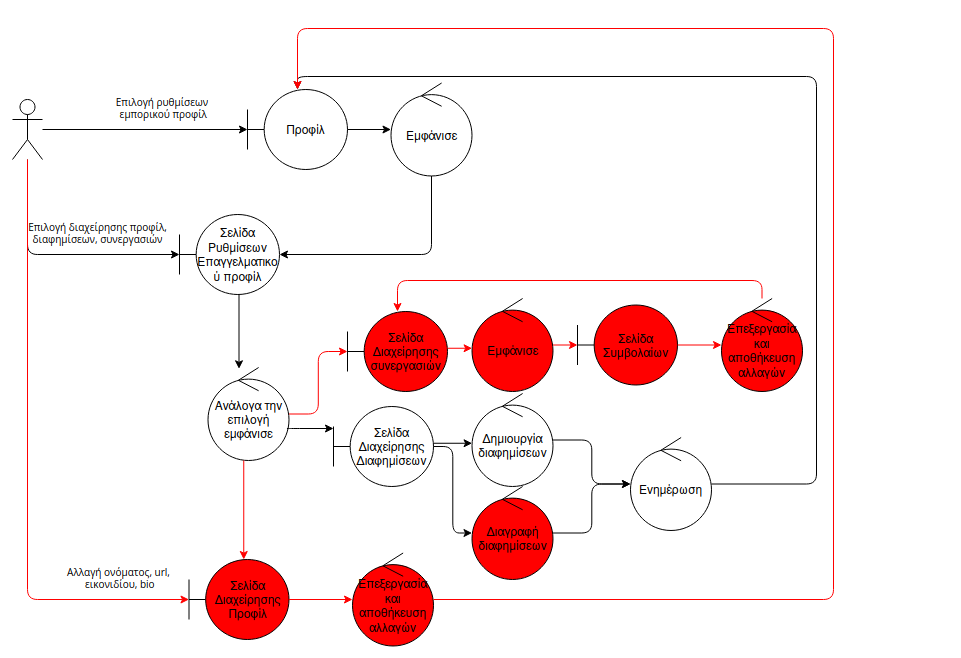 Επιλογή ρυθμίσεων
εμπορικού προφίλ
Προφίλ
Εμφάνισε
Επιλογή διαχείρησης προφίλ,
διαφημίσεων, συνεργασιών
Σελίδα
Ρυθμίσεων
Επαγγελματικο
ύ προφίλ
Σελίδα
Διαχείρησης
συνεργασιών
Εμφάνισε
Σελίδα
Συμβολαίων
Επεξεργασία
και
αποθήκευση
αλλαγών
Ανάλογα την
επιλογή
εμφάνισε
Σελίδα
Διαχείρησης
Διαφημίσεων
Δημιουργία
διαφημίσεων
Ενημέρωση
Διαγραφή
διαφημίσεων
Αλλαγή ονόματος, url,
εικονιδίου, bio
Σελίδα
Διαχείρησης
Προφίλ
Επεξεργασία
και
αποθήκευση
αλλαγών